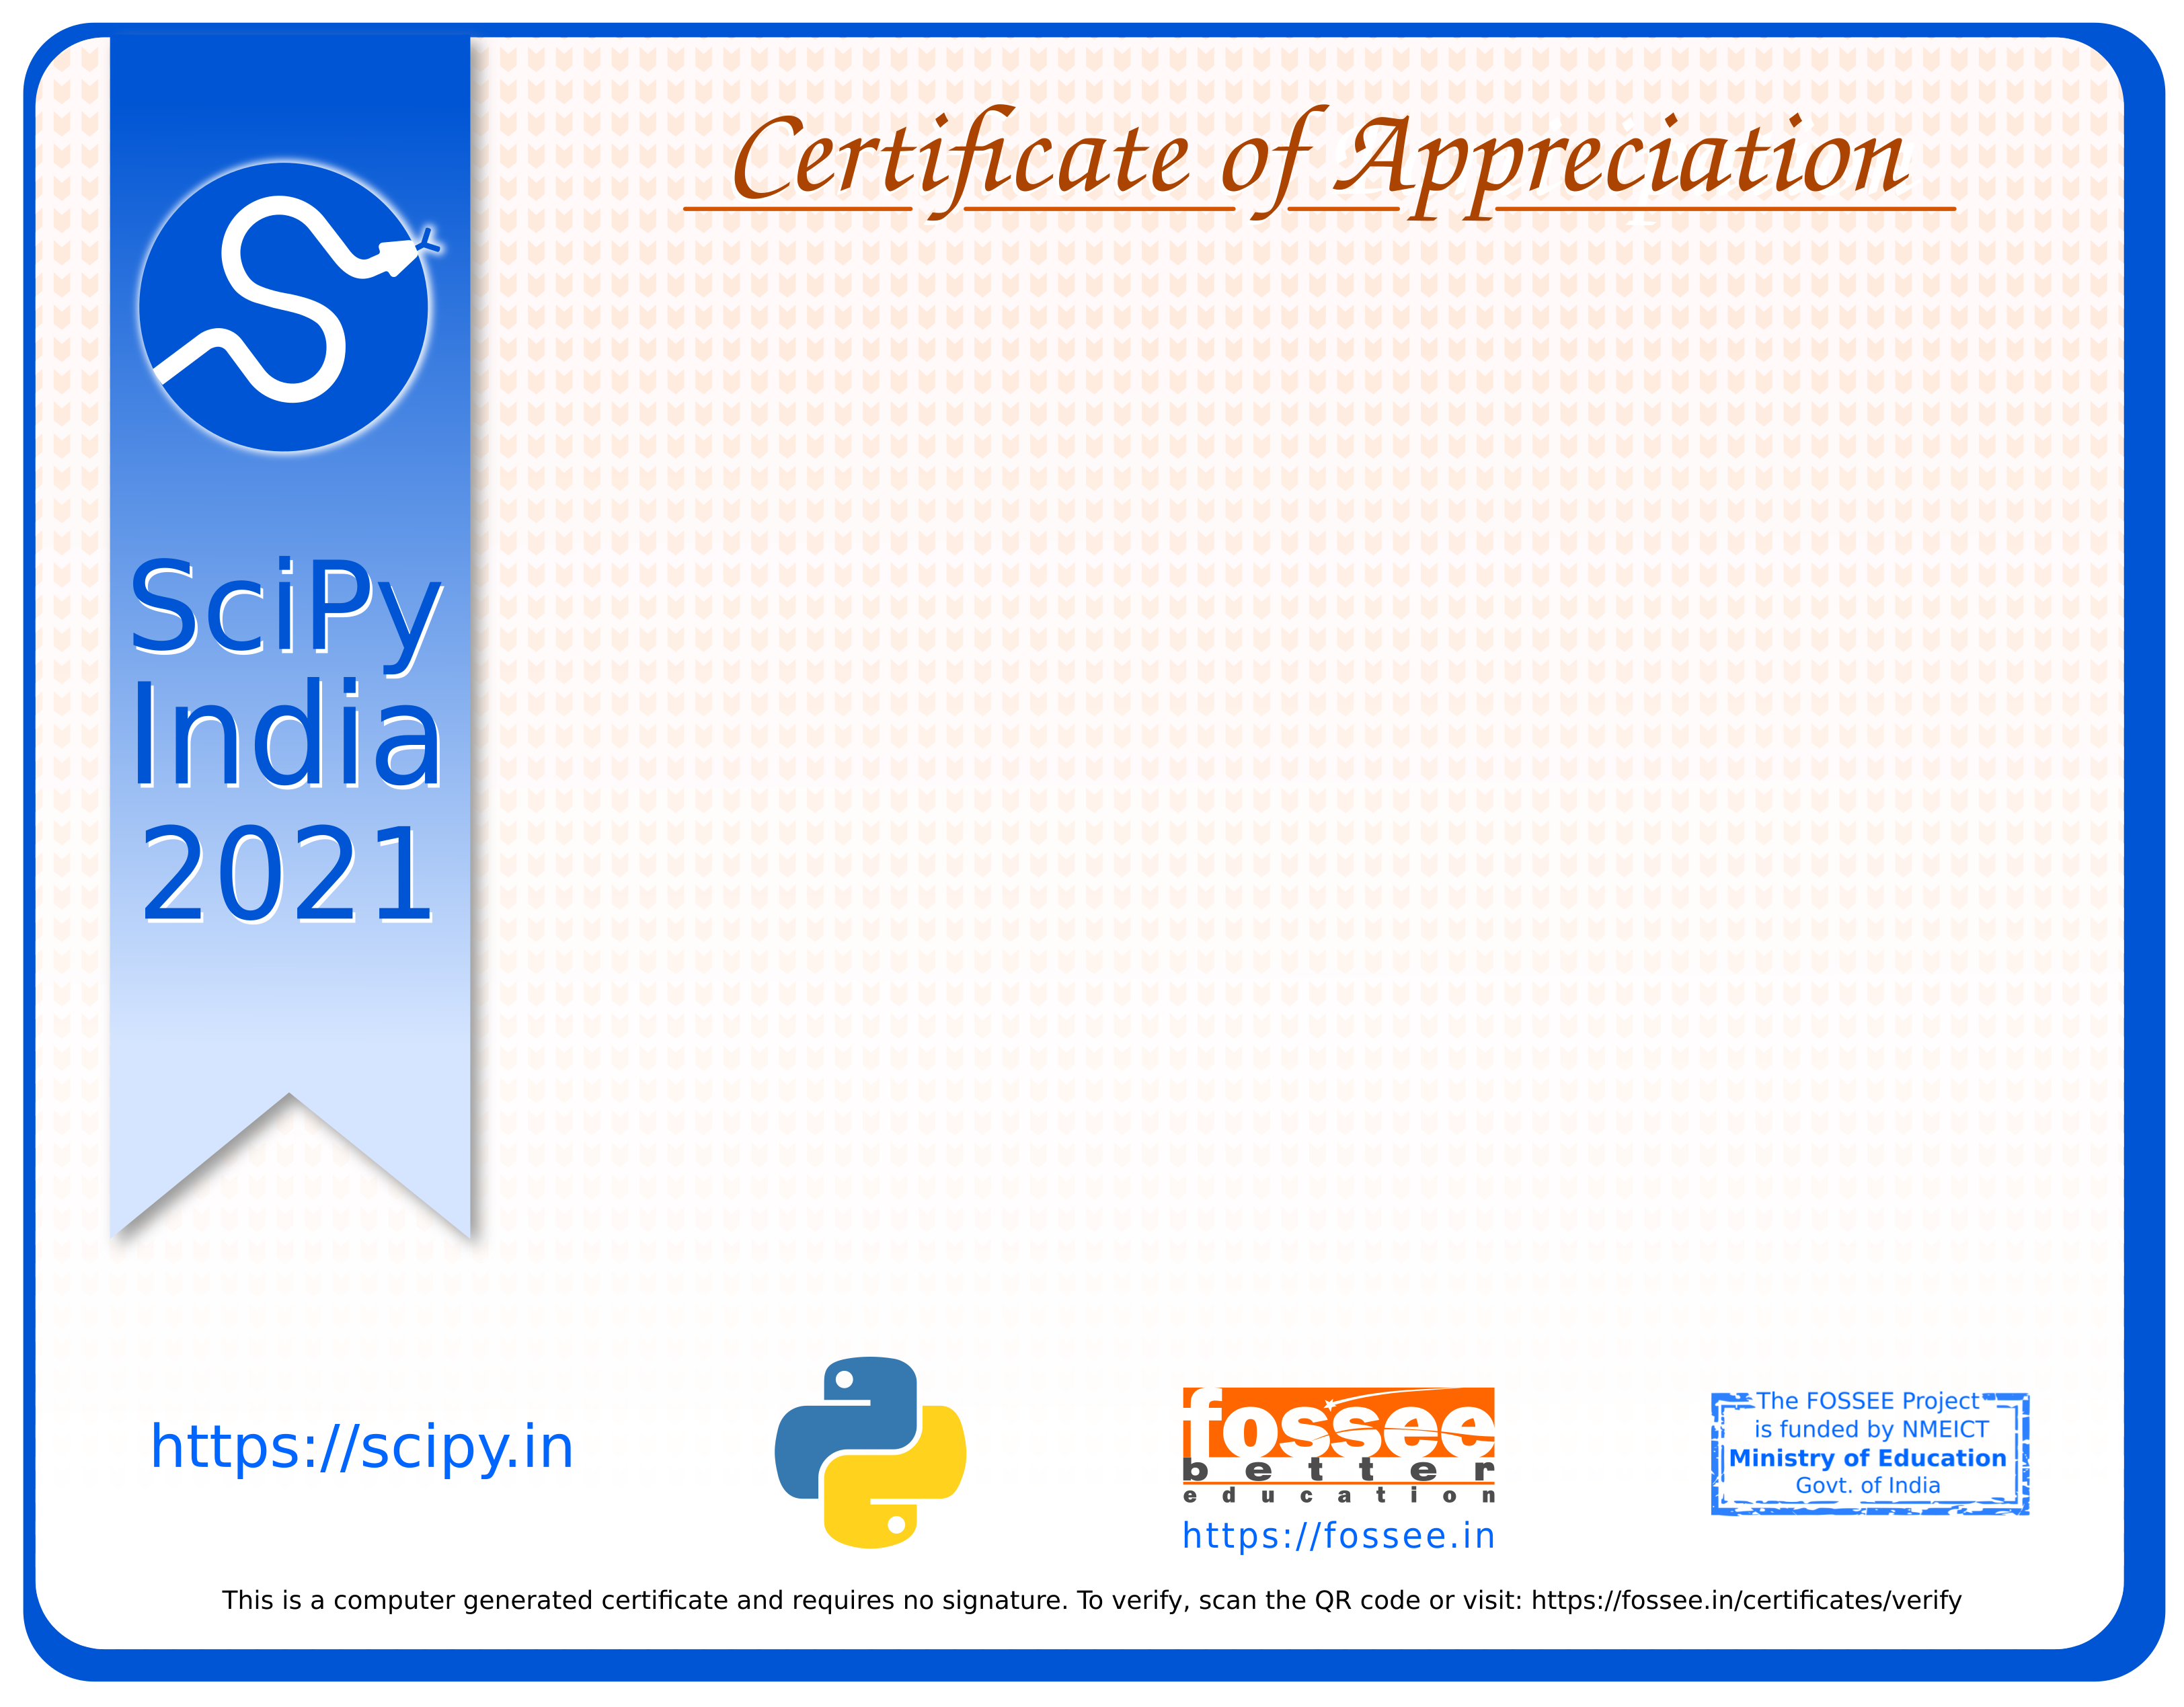 Certificate of Appreciation
SciPy
India
2021
https://scipy.in
fossee
better
education
https://fossee.in
The FOSSEE Project
is funded by NMEICT
Ministry of Education
Govt. of India
This is a computer generated certificate and requires no signature. To verify, scan the QR code or visit: https://fossee.in/certificates/verify